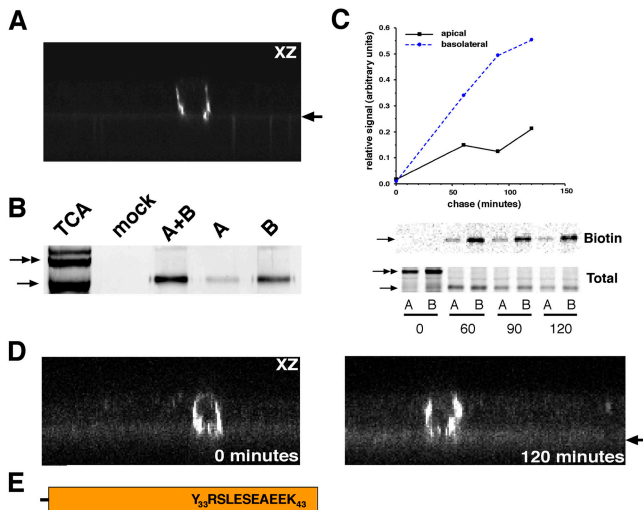 A
XZ
B
TCA
mock
A+B
A
B
C
relative signal (arbitrary units)
0.6
0.5
0.4
0.3
0.2
0.1
0.0
apical
basolateral
0 50 100 150
chase (minutes)
Biotin
Total
A B A B A B A B
0 60 90 120
D
XZ
0 minutes
120 minutes
E
Y33RSLESEAEEK43